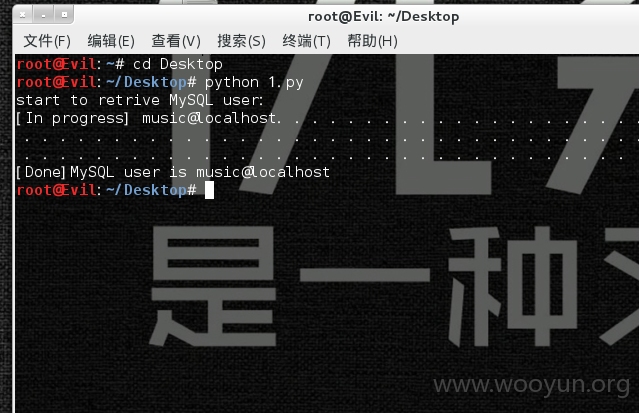 root@Evil: ~/Desktop
文件(F) 编辑(E) 查看(V) 搜索(S) 终端(T) 帮助(H)
root@Evil:~# cd Desktop
root@Evil:~/Desktop# python 1.py
start to retrive MySQL user:
[In progress] music@localhost. . . . . . . . . . . . . . . . . . . . . . . . . . .
. . . . . . . . . . . . . . . . . . . . . . . . . . . . . . . . . . . . . . . . . . . . . .
. . . . . . . . . . . . . . . . . . . . . . . . . . . . . . . . . . . . . . . . . . . . . .
[Done]MySQL user is music@localhost
root@Evil:~/Desktop#
是一种
www.wooyun.org